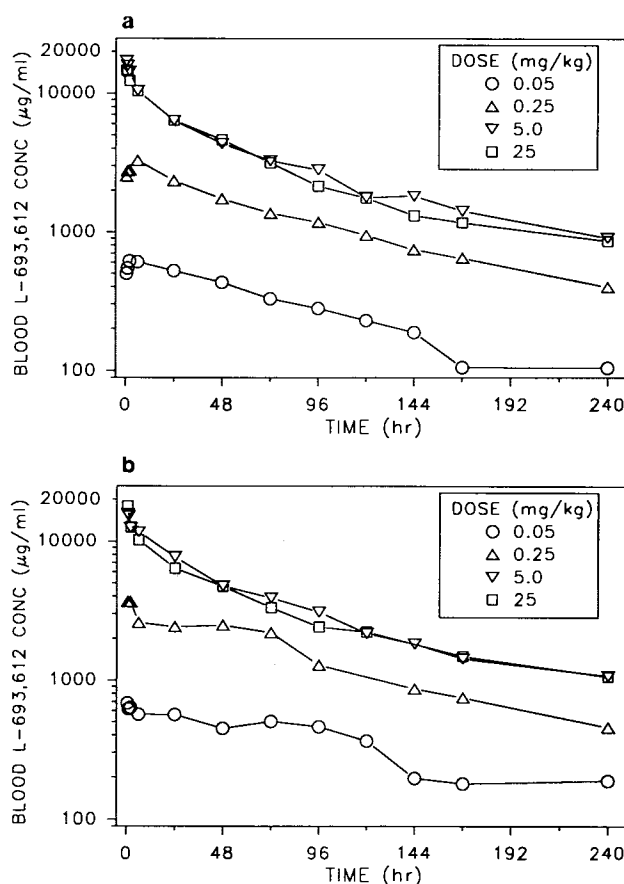 a
20000
10000
1000
100
BLOOD L-693,612 CONC (μg/ml)
DOSE (mg/kg)
0.05
0.25
5.0
25
0 48 96 144 192 240
TIME (hr)
b
20000
10000
1000
100
BLOOD L-693,612 CONC (μg/ml)
DOSE (mg/kg)
0.05
0.25
5.0
25
0 48 96 144 192 240
TIME (hr)